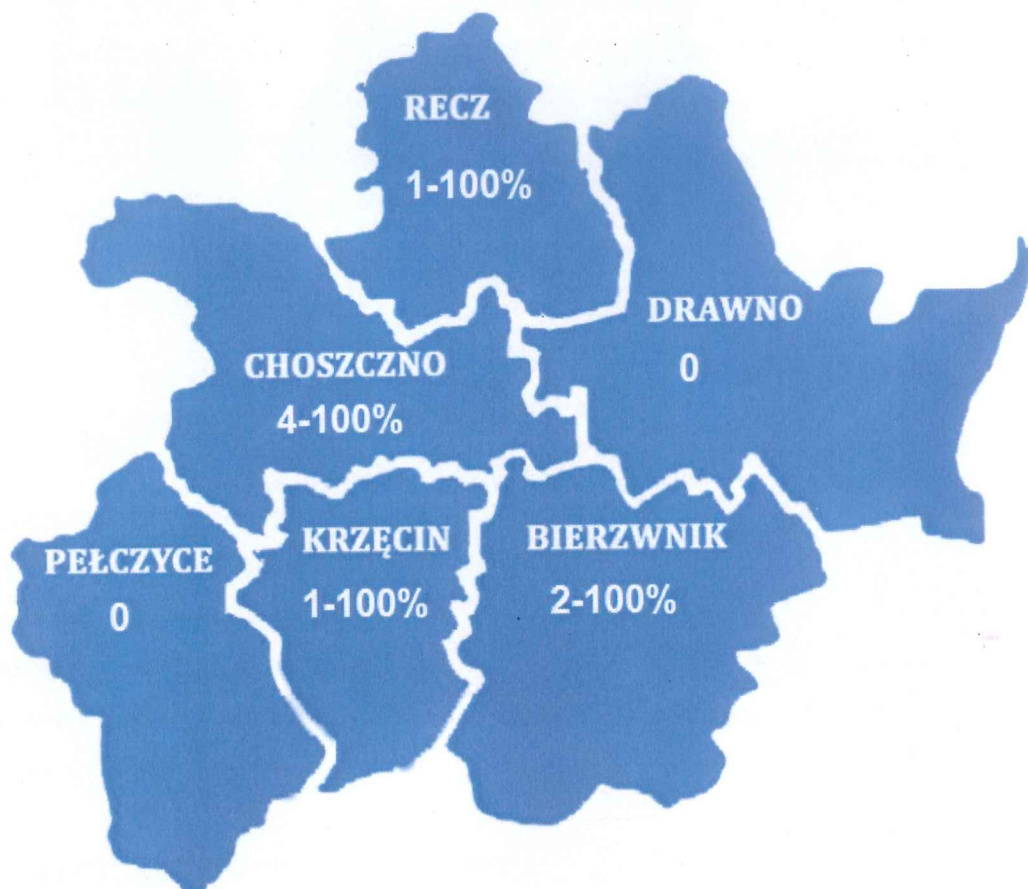 RECZ
1-100%
DRAWNO
0
CHOSZCZNO
4-100%
KRZĘCIN
1-100%
BIERZWNIK
2-100%
PEŁCZYCE
0